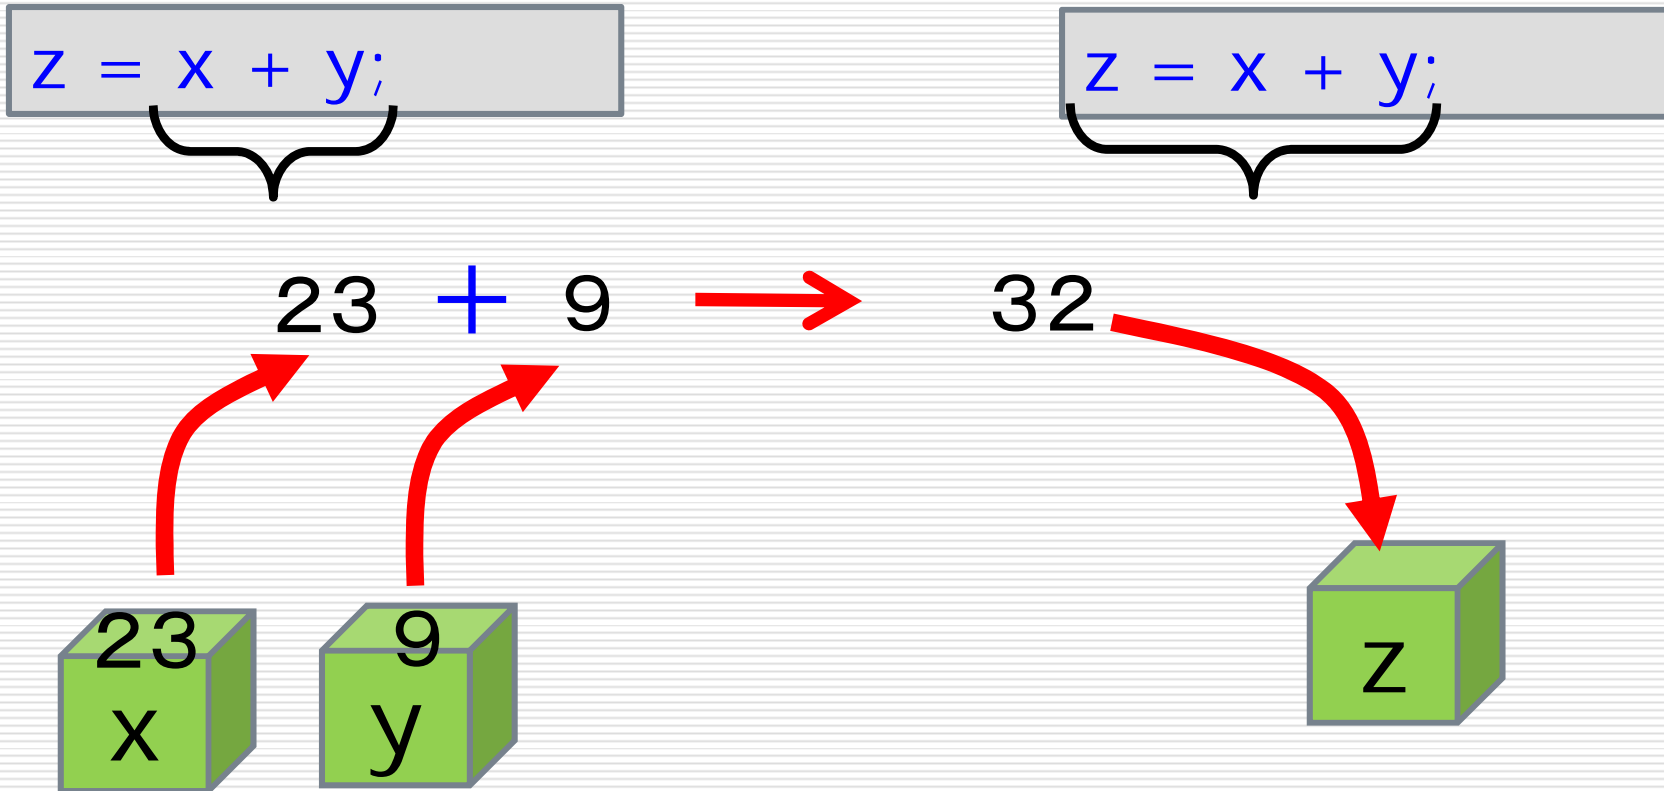 z = x + y;
z = x + y;
23 + 9 → 32
23
x
9
y
z